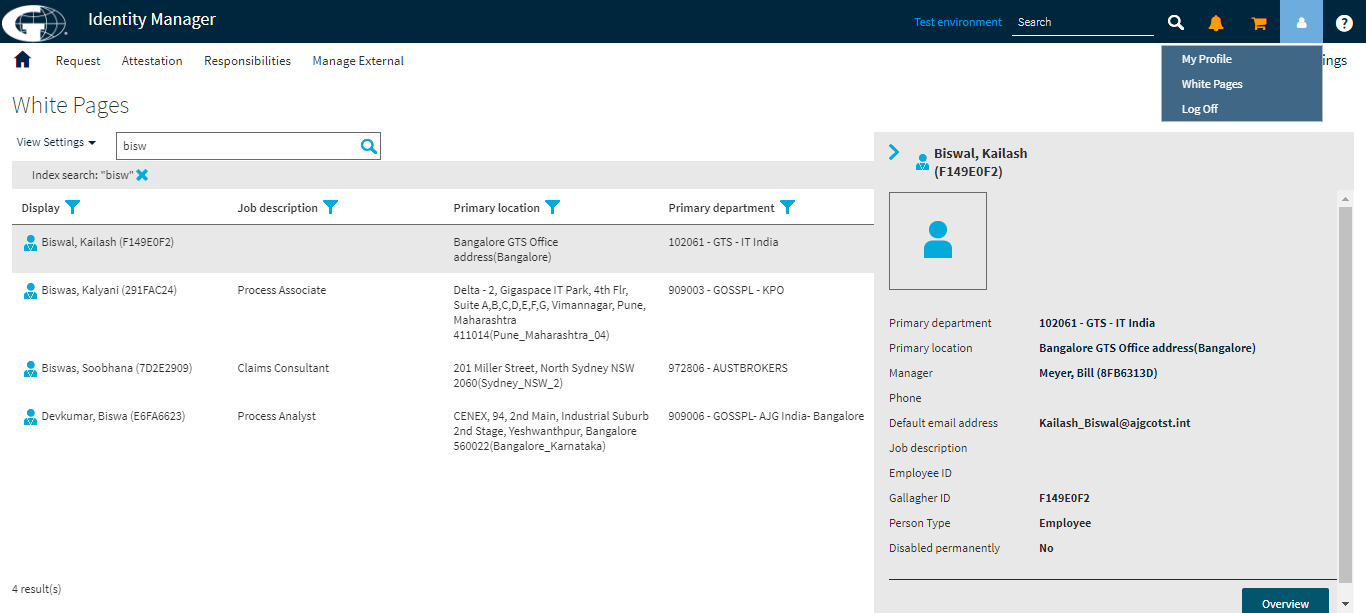 Identity Manager
Test environment
Search
Request Attestation Responsibilities Manage External
ings
My Profile
White Pages
Log Off
White Pages
View Settings
bisw
Index search: "bisw"
Display Job description Primary location Primary department
Biswal, Kailash (F149E0F2)
Bangalore GTS Office
address(Bangalore)
102061 - GTS - IT India
Biswas, Kalyani (291FAC24)
Process Associate
Delta - 2, Gigaspace IT Park, 4th Flr,
Suite A,B,C,D,E,F,G, Vimannagar, Pune,
Maharashtra
411014(Pune_Maharashtra_04)
909003 - GOSSPL - KPO
Biswas, Soobhana (7D2E2909)
Claims Consultant
201 Miller Street, North Sydney NSW
2060(Sydney_NSW_2)
972806 - AUSTBROKERS
Devkumar, Biswa (E6FA6623)
Process Analyst
CENEX, 94, 2nd Main, Industrial Suburb
2nd Stage, Yeshwanthpur, Bangalore
560022(Bangalore_Karnataka)
909006 - GOSSPL- AJG India- Bangalore
4 result(s)
Biswal, Kailash
(F149E0F2)
Primary department 102061 - GTS - IT India
Primary location Bangalore GTS Office address(Bangalore)
Manager Meyer, Bill (8FB6313D)
Phone
Default email address Kailash_Biswal@ajgcotst.int
Job description
Employee ID
Gallagher ID F149E0F2
Person Type Employee
Disabled permanently No
Overview